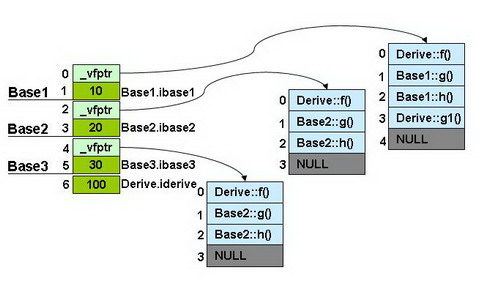 0 _vfptr
Base1 1 10 Base1.ibase1
2 _vfptr
Base2 3 20 Base2.ibase2
4 _vfptr
Base3 5 30 Base3.ibase3
6 100 Derive.iderive
0 Derive::f()
1 Base1::g()
2 Base1::h()
3 Derive::g1()
4 NULL
0 Derive::f()
1 Base2::g()
2 Base2::h()
3 NULL
0 Derive::f()
1 Base2::g()
2 Base2::h()
3 NULL